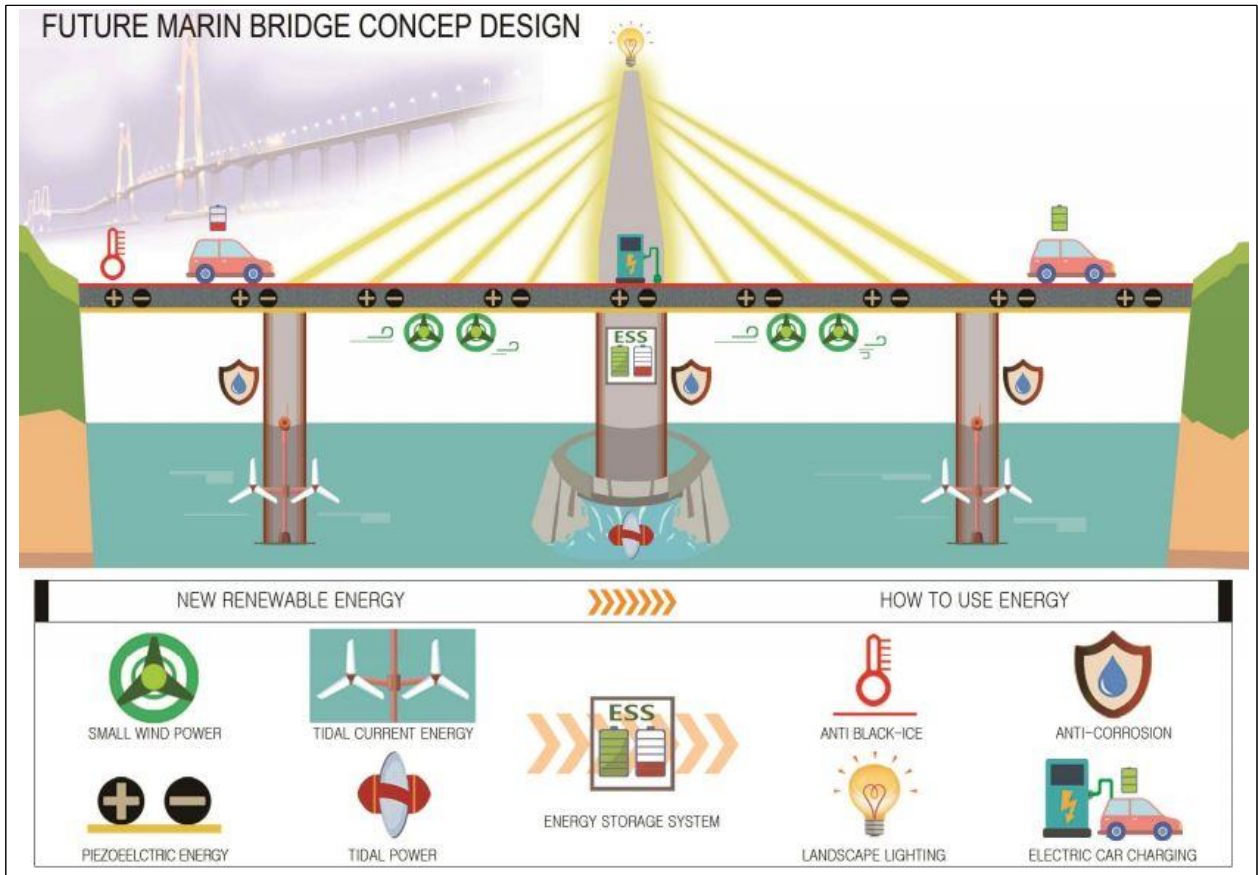 FUTURE MARIN BRIDGE CONCEP DESIGN
ESS
NEW RENEWABLE ENERGY
HOW TO USE ENERGY
SMALL WIND POWER
TIDAL CURRENT ENERGY
ESS
ANTI BLACK-ICE
ANTI-CORROSION
ENERGY STORAGE SYSTEM
PIEZOEELCTRIC ENERGY
TIDAL POWER
LANDSCAPE LIGHTING
ELECTRIC CAR CHARGING